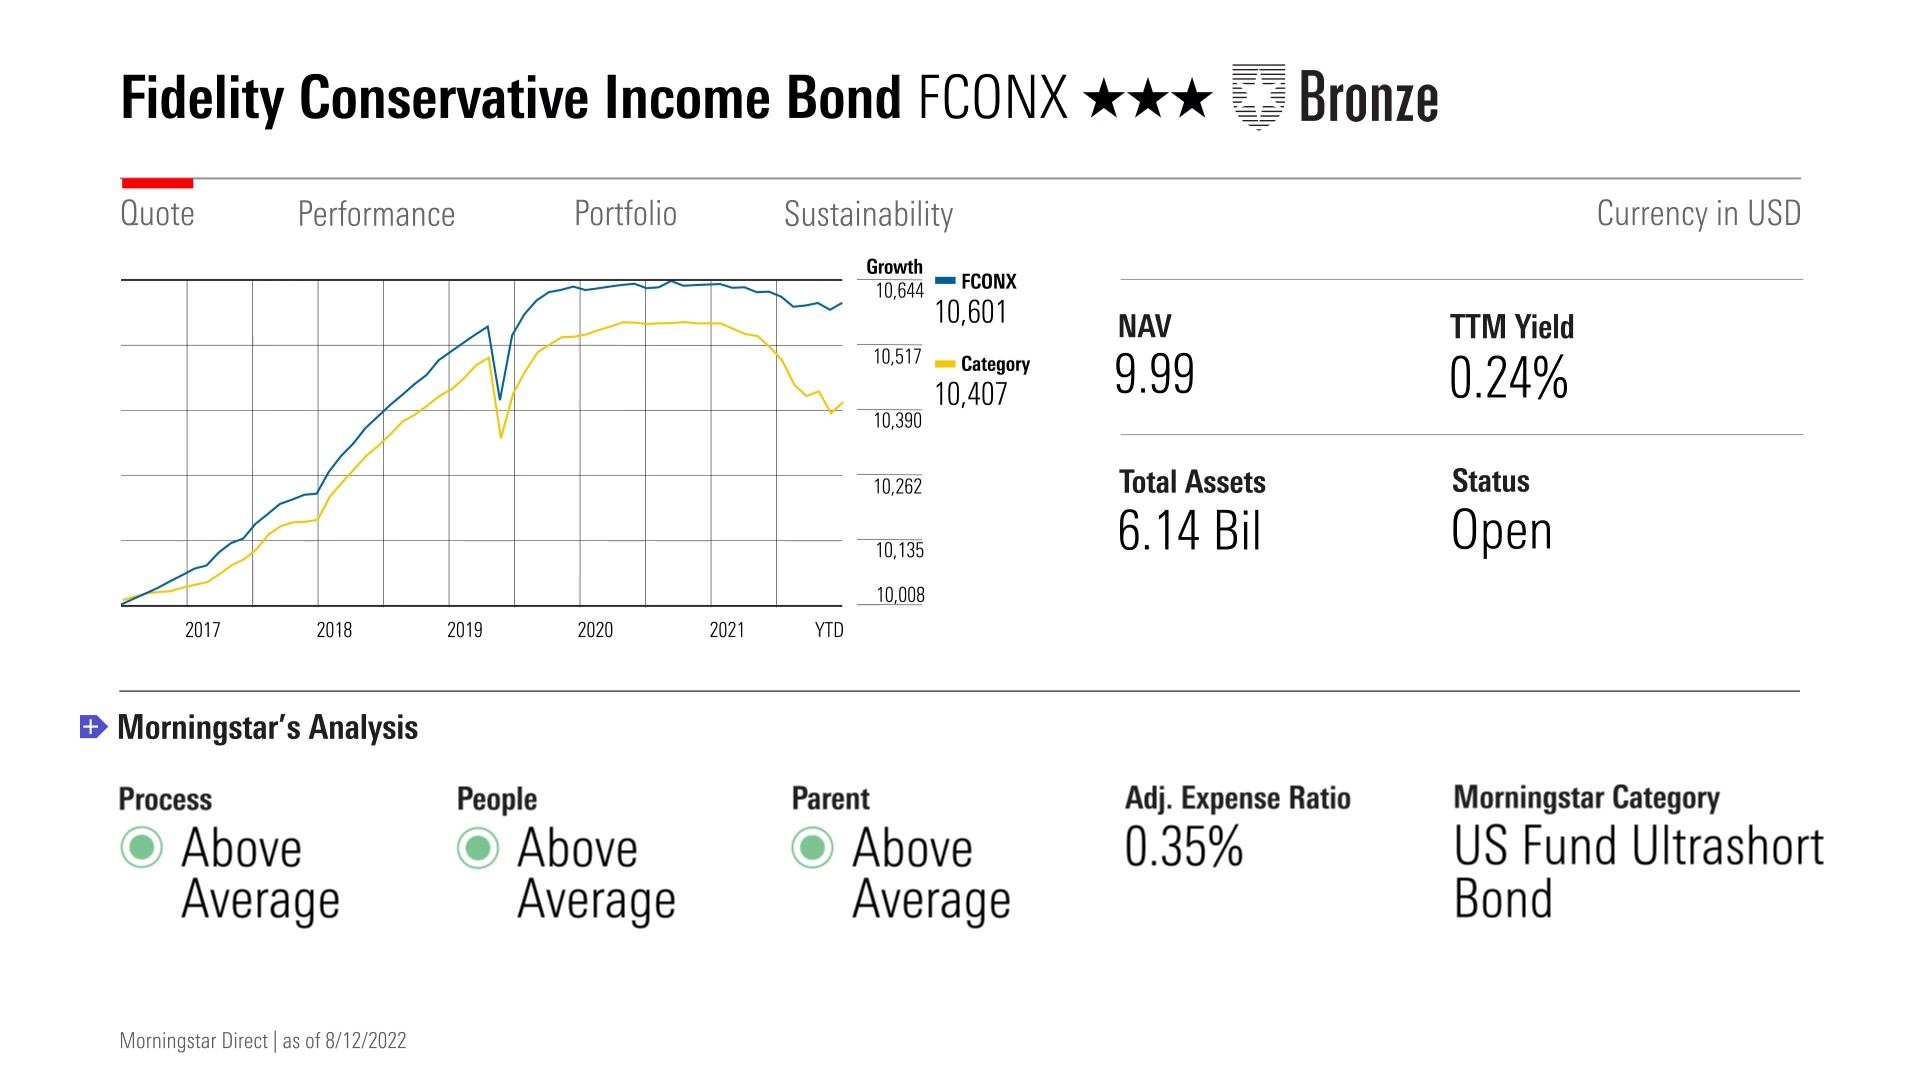 Fidelity Conservative Income Bond FCONX ★★★ Bronze
Quote Performance Portfolio Sustainability Currency in USD
Growth
10,644
10,517
10,390
10,262
10,135
10,008
FCONX
10,601
Category
10,407
2017 2018 2019 2020 2021 YTD
NAV
9.99
TTM Yield
0.24%
Total Assets
6.14 Bil
Status
Open
Morningstar’s Analysis
Process
Above
Average
People
Above
Average
Parent
Above
Average
Adj. Expense Ratio
0.35%
Morningstar Category
US Fund Ultrashort
Bond
Morningstar Direct | as of 8/12/2022